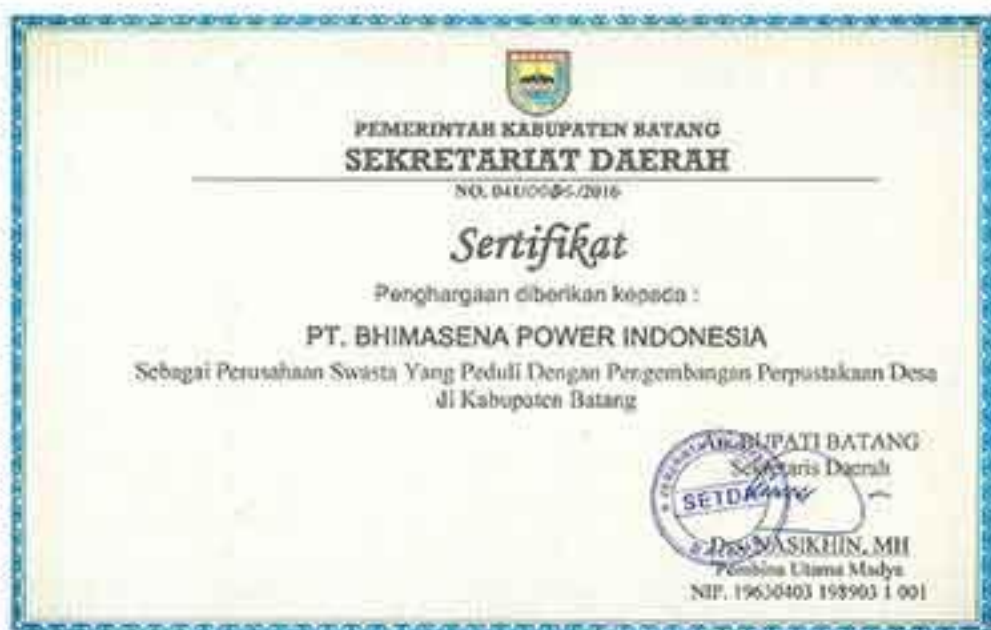 PEMERINTAH KABUPATEN BATANG
SEKRETARIAT DAERAH
NO. /2016
Sertifikat
Penghargaan diberikan kepada :
PT. BHIMASENA POWER INDONESIA
Sebagai Perusahaan Swasta Yang Peduli Dengan Pengembangan Perpustakaan Desa
di Kabupaten Batang
BUPATI BATANG
Sekretaris Daerah
SETDA
NASIKHIN, MH
Pembina Utama Madya
NIP. 19630403 198903 1 001